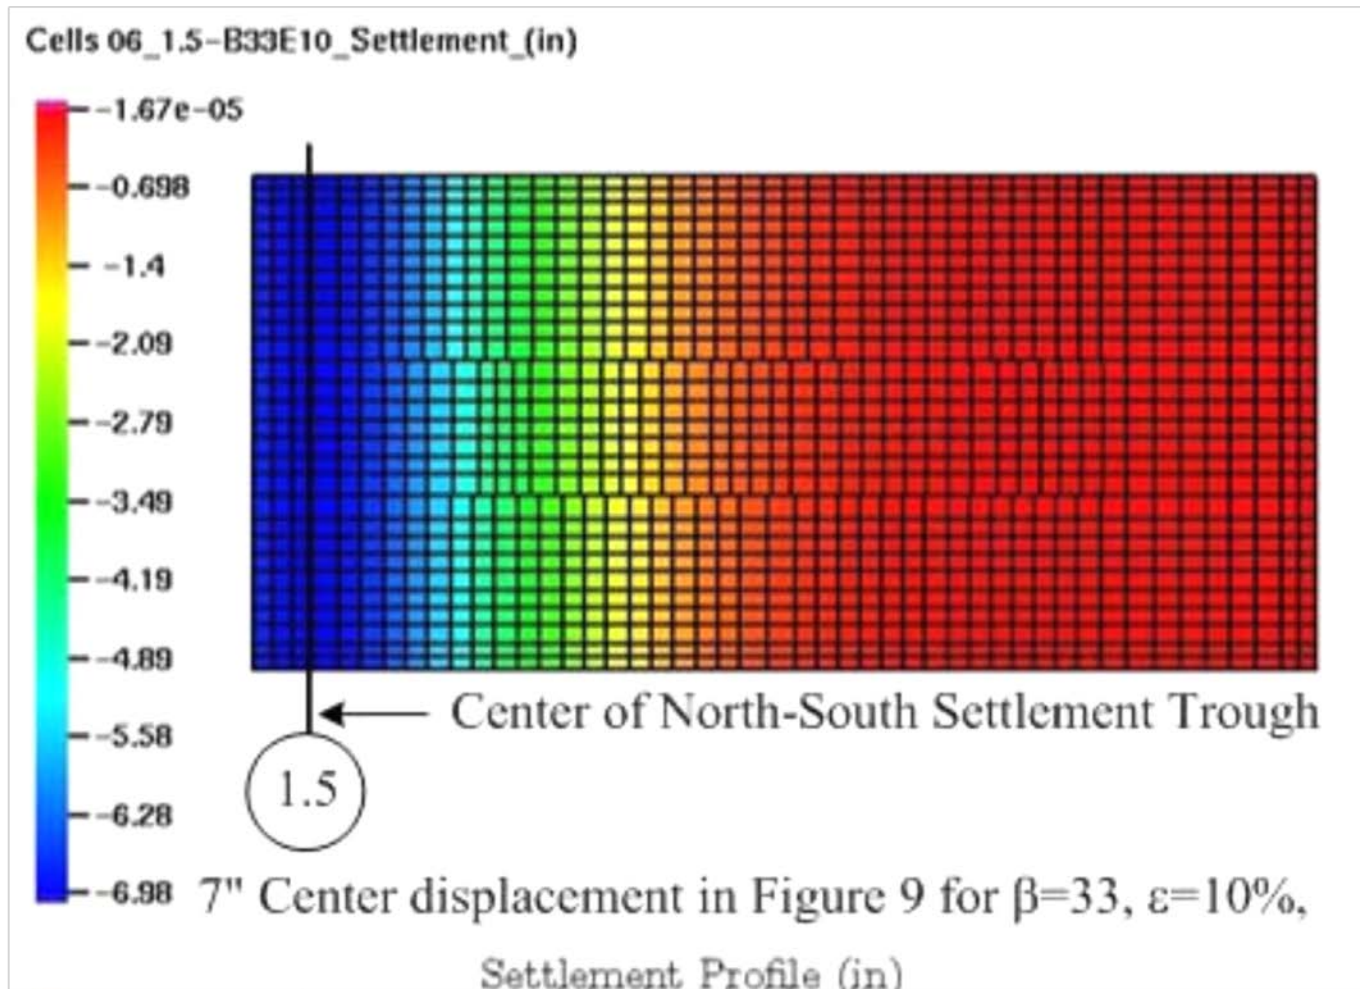 Cells 06_1.5-B33E10_Settlement_(in)
-1.67e-05
-0.698
-1.4
-2.09
-2.79
-3.49
-4.19
-4.89
-5.58
-6.28
-6.98
Center of North-South Settlement Trough
1.5
7" Center displacement in Figure 9 for β=33, ε=10%,
Settlement Profile (in)